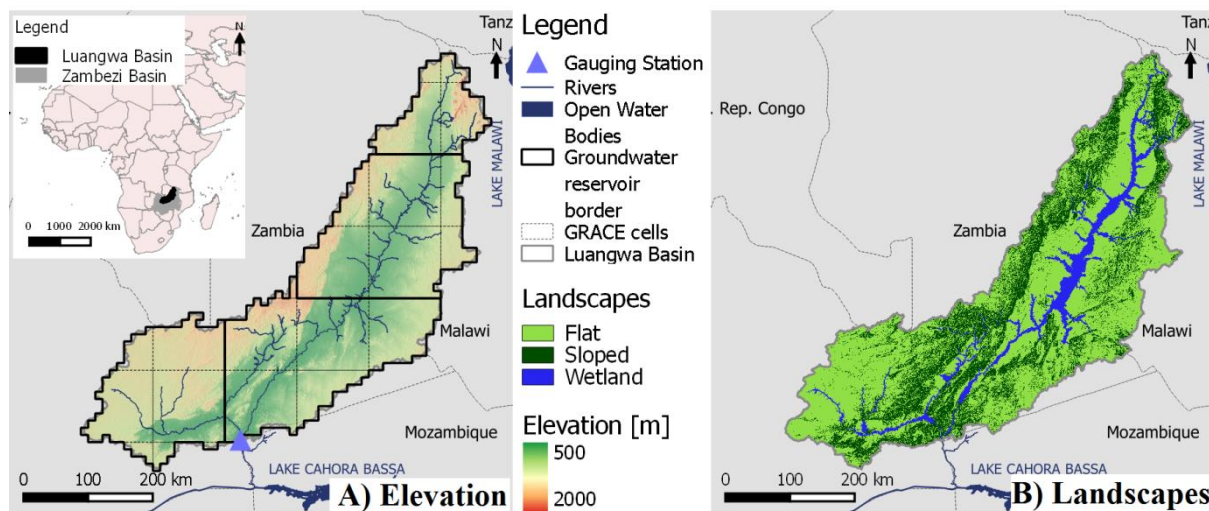 Legend
N
Luangwa Basin
Zambezi Basin
0 1000 2000 km
Tanz
Zambia
Malawi
Mozambique
LAKE MALAWI
LAKE CAHORA BASSA
0 100 200 km
A) Elevation
Legend
Gauging Station
Rivers
Open Water
Bodies
Groundwater
reservoir
border
GRACE cells
Luangwa Basin
Landscapes
Flat
Sloped
Wetland
Elevation [m]
500
2000
Tanz
N
. Rep. Congo
LAKE MALAWI
Zambia
Malawi
Mozambique
LAKE CAHORA BASSA
0 100 200 km
B) Landscapes